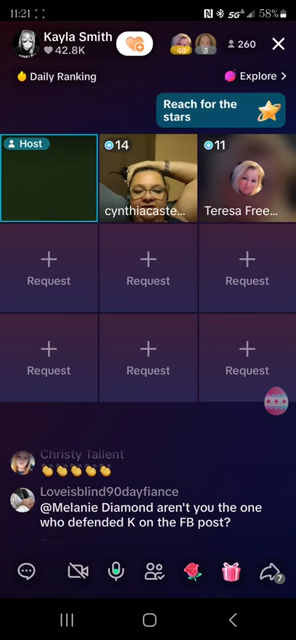 11:21
5G
58%
Kayla Smith
42.8K
260
Daily Ranking
Explore >
Reach for the
stars
Host
14
11
cynthiacaste...
Teresa Free...
Request
Request
Request
Request
Request
Request
Christy Tallent
Loveisblind90dayfiance
@Melanie Diamond aren't you the one
who defended K on the FB post?
7